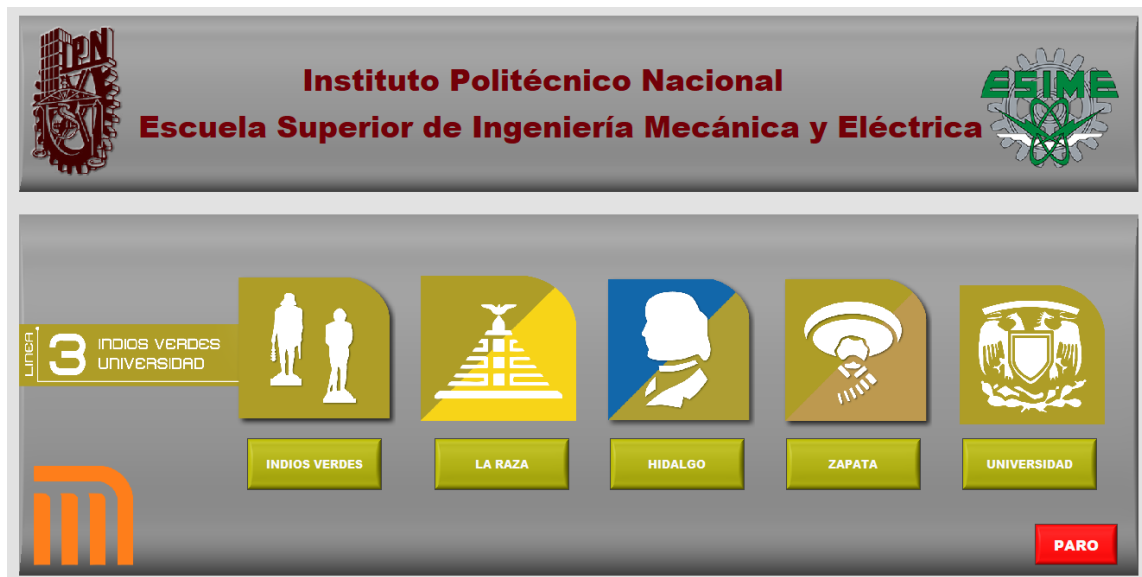 IPN
Instituto Politécnico Nacional
Escuela Superior de Ingeniería Mecánica y Eléctrica
ESIME
LINEA 3 INDIOS VERDES
UNIVERSIDAD
INDIOS VERDES
LA RAZA
HIDALGO
ZAPATA
UNIVERSIDAD
PARO